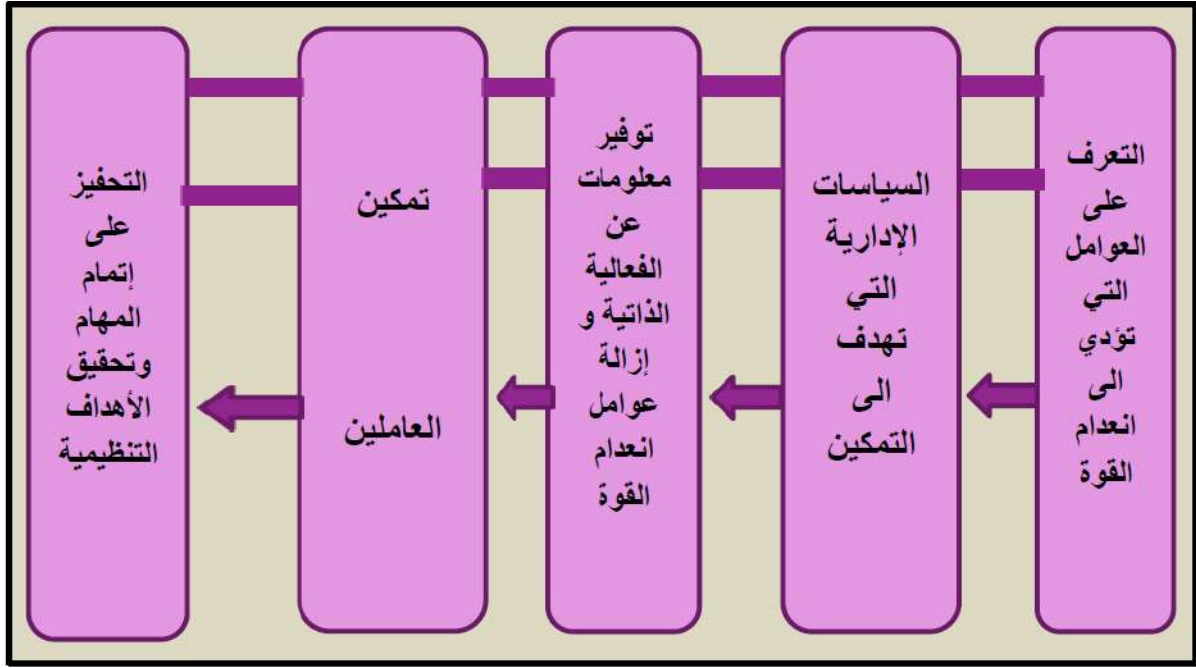 التعرف
على
العوامل
التي
تؤدي
الى
انعدام
القوة
السياسات
الإدارية
التي
تهدف
الى
التمكين
توفير
معلومات
عن
الفعالية
الذاتية و
إزالة
عوامل
انعدام
القوة
تمكين
العاملين
التحفيز
على
إتمام
المهام
وتحقيق
الأهداف
التنظيمية